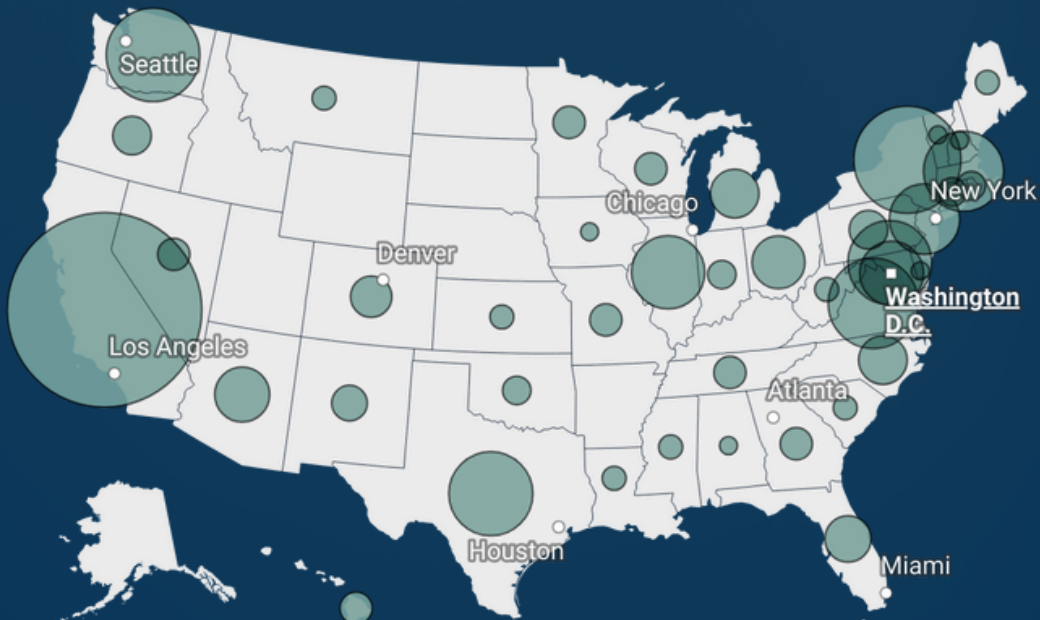 Seattle
New York
Chicago
Denver
Washington
D.C.
Los Angeles
Atlanta
Houston
Miami